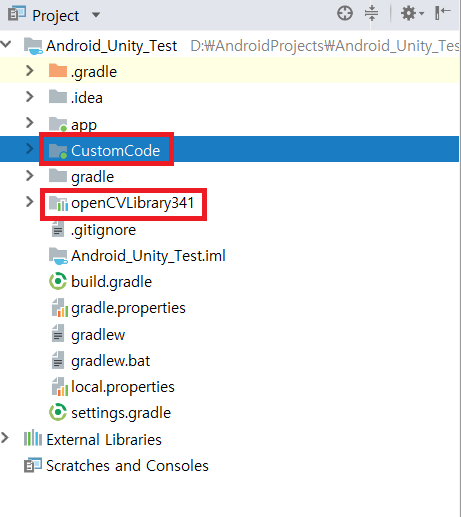 Project
Android_Unity_Test D:₩AndroidProjects₩Android_Unity_Tes
.gradle
.idea
app
CustomCode
gradle
openCVLibrary341
.gitignore
Android_Unity_Test.iml
build.gradle
gradle.properties
gradlew
gradlew.bat
local.properties
settings.gradle
External Libraries
Scratches and Consoles